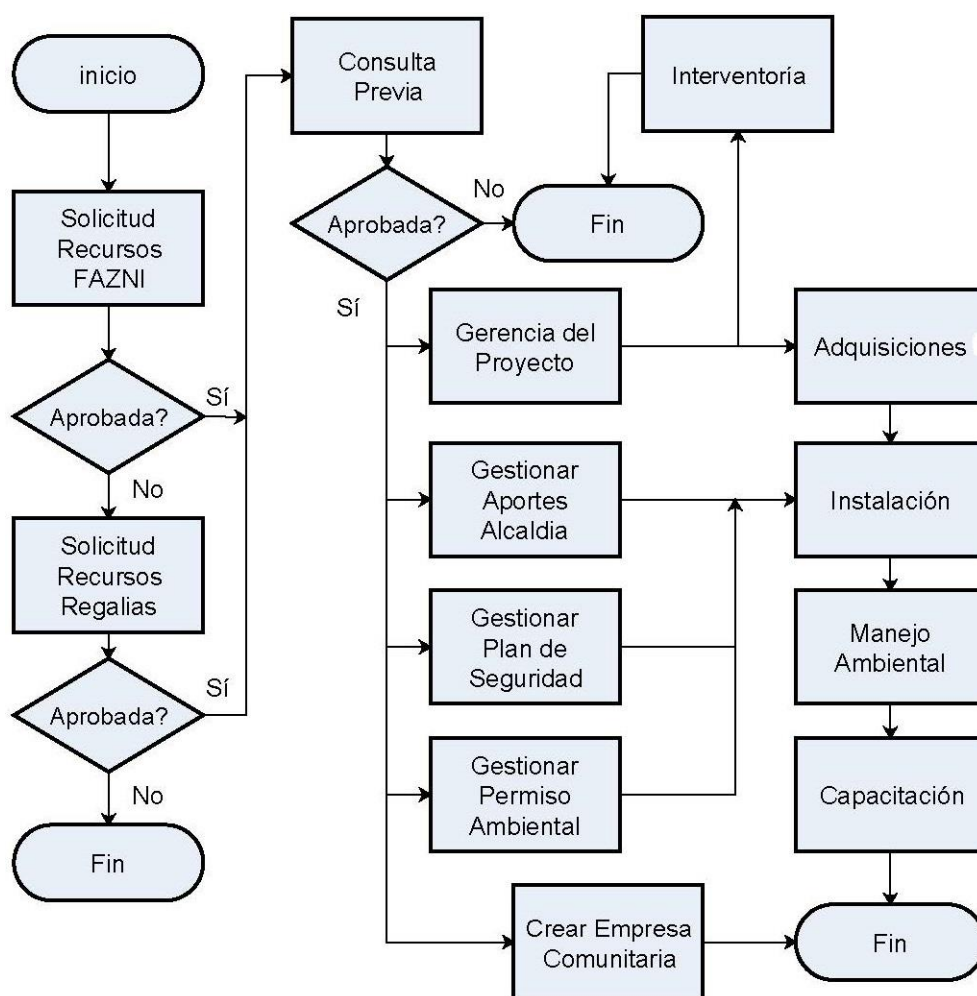 inicio
Solicitud
Recursos
FAZNI
Aprobada?
Sí
No
Solicitud
Recursos
Regalias
Aprobada?
Sí
No
Fin
Consulta
Previa
Aprobada?
No
Sí
Fin
Interventoría
Gerencia del
Proyecto
Adquisiciones
Gestionar
Aportes
Alcaldia
Instalación
Gestionar
Plan de
Seguridad
Manejo
Ambiental
Gestionar
Permiso
Ambiental
Capacitación
Crear Empresa
Comunitaria
Fin